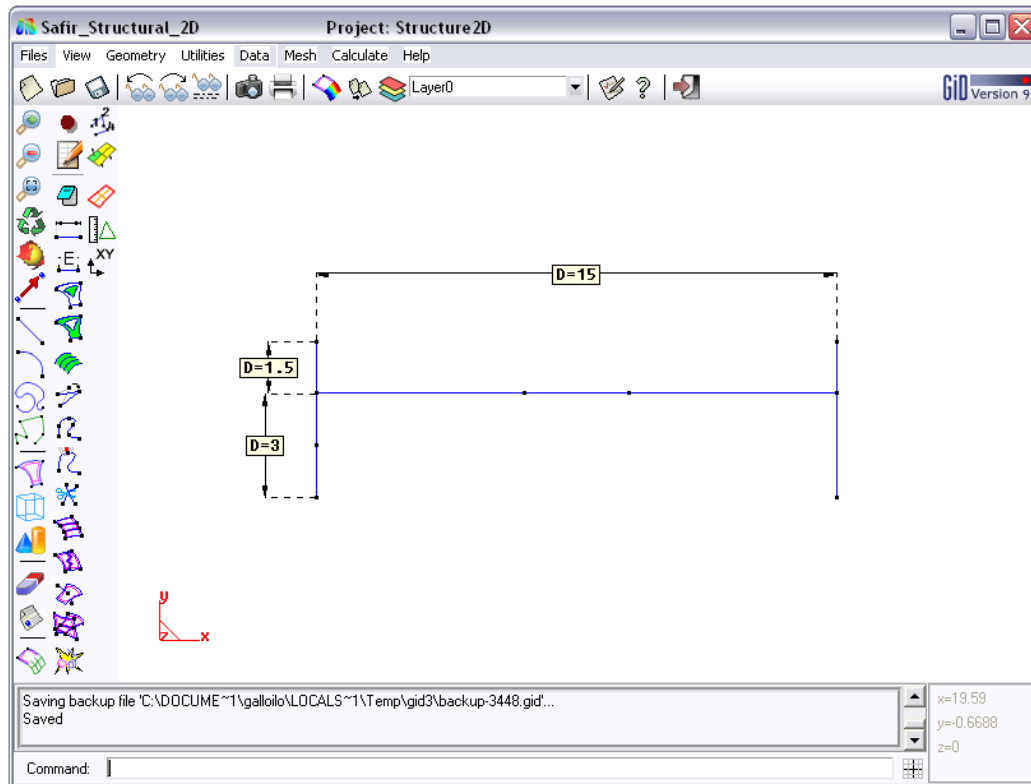 Safir_Structural_2D Project: Structure2D
Files View Geometry Utilities Data Mesh Calculate Help
Layer0 GiD Version 9
E XY
D=15
D=1.5
D=3
y
z x
Saving backup file 'C:\DOCUME~1\galloilo\LOCALS~1\Temp\gid3\backup-3448.gid'...
Saved
x=19.59
y=-0.6688
z=0
Command: